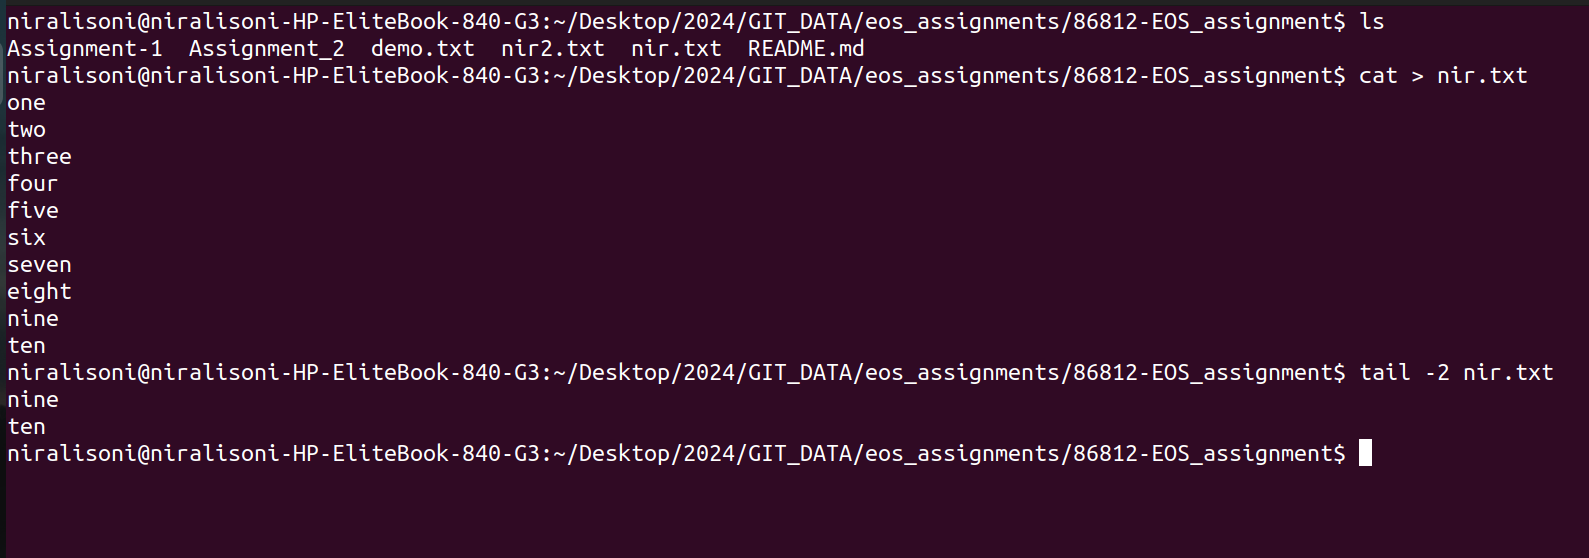 niralisoni@niralisoni-HP-EliteBook-840-G3:~/Desktop/2024/GIT_DATA/eos_assignments/86812-EOS_assignment$ ls
Assignment-1  Assignment_2  demo.txt  nir2.txt  nir.txt  README.md
niralisoni@niralisoni-HP-EliteBook-840-G3:~/Desktop/2024/GIT_DATA/eos_assignments/86812-EOS_assignment$ cat > nir.txt
one
two
three
four
five
six
seven
eight
nine
ten
niralisoni@niralisoni-HP-EliteBook-840-G3:~/Desktop/2024/GIT_DATA/eos_assignments/86812-EOS_assignment$ tail -2 nir.txt
nine
ten
niralisoni@niralisoni-HP-EliteBook-840-G3:~/Desktop/2024/GIT_DATA/eos_assignments/86812-EOS_assignment$